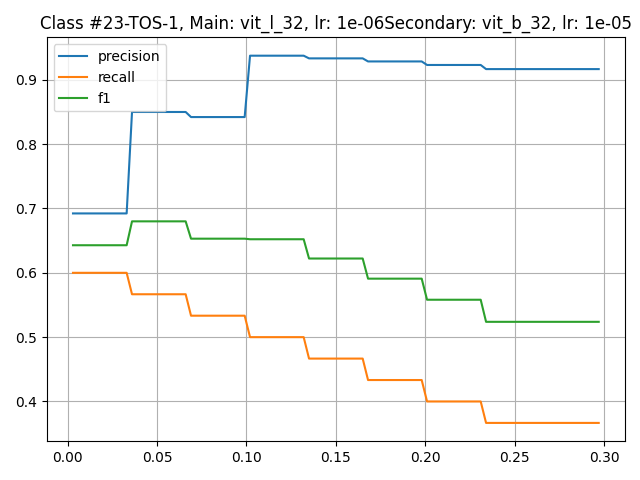 Class #23-TOS-1, Main: vit_l_32, lr: 1e-06Secondary: vit_b_32, lr: 1e-05
precision
recall
f1
0.9
0.8
0.7
0.6
0.5
0.4
0.00 0.05 0.10 0.15 0.20 0.25 0.30